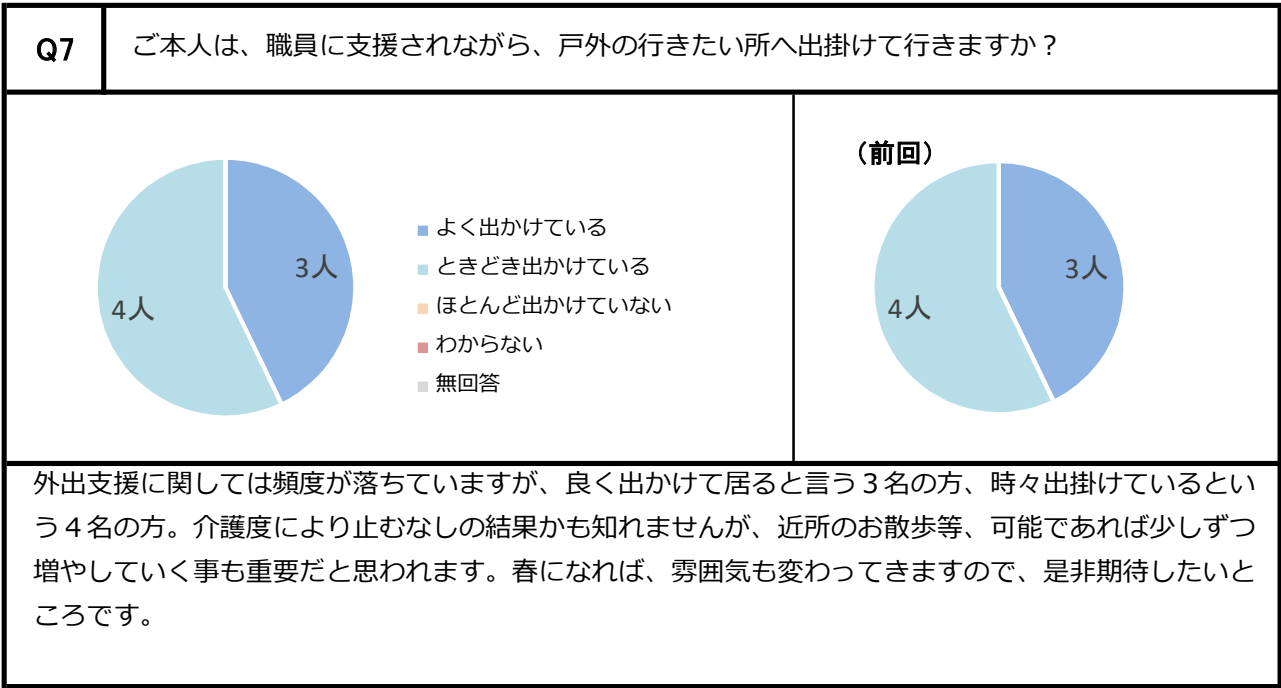 Q7
ご本人は、職員に支援されながら、戸外の行きたい所へ出掛けて行きますか？
3人
4人
よく出かけている
ときどき出かけている
ほとんど出かけていない
わからない
無回答
（前回）
3人
4人
外出支援に関しては頻度が落ちていますが、良く出かけて居ると言う３名の方、時々出掛けているとい
う４名の方。介護度により止むなしの結果かも知れませんが、近所のお散歩等、可能であれば少しずつ
増やしていく事も重要だと思われます。春になれば、雰囲気も変わってきますので、是非期待したいと
ころです。